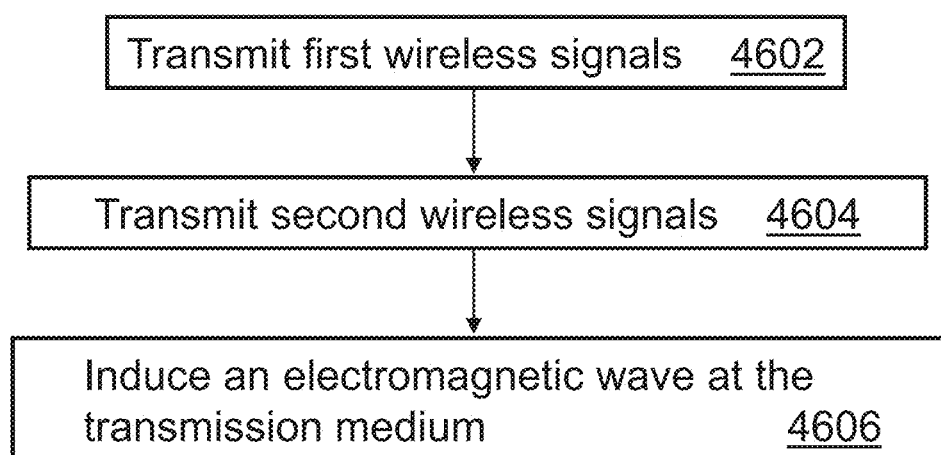 Transmit first wireless signals 4602
Transmit second wireless signals 4604
Induce an electromagnetic wave at the
transmission medium 4606